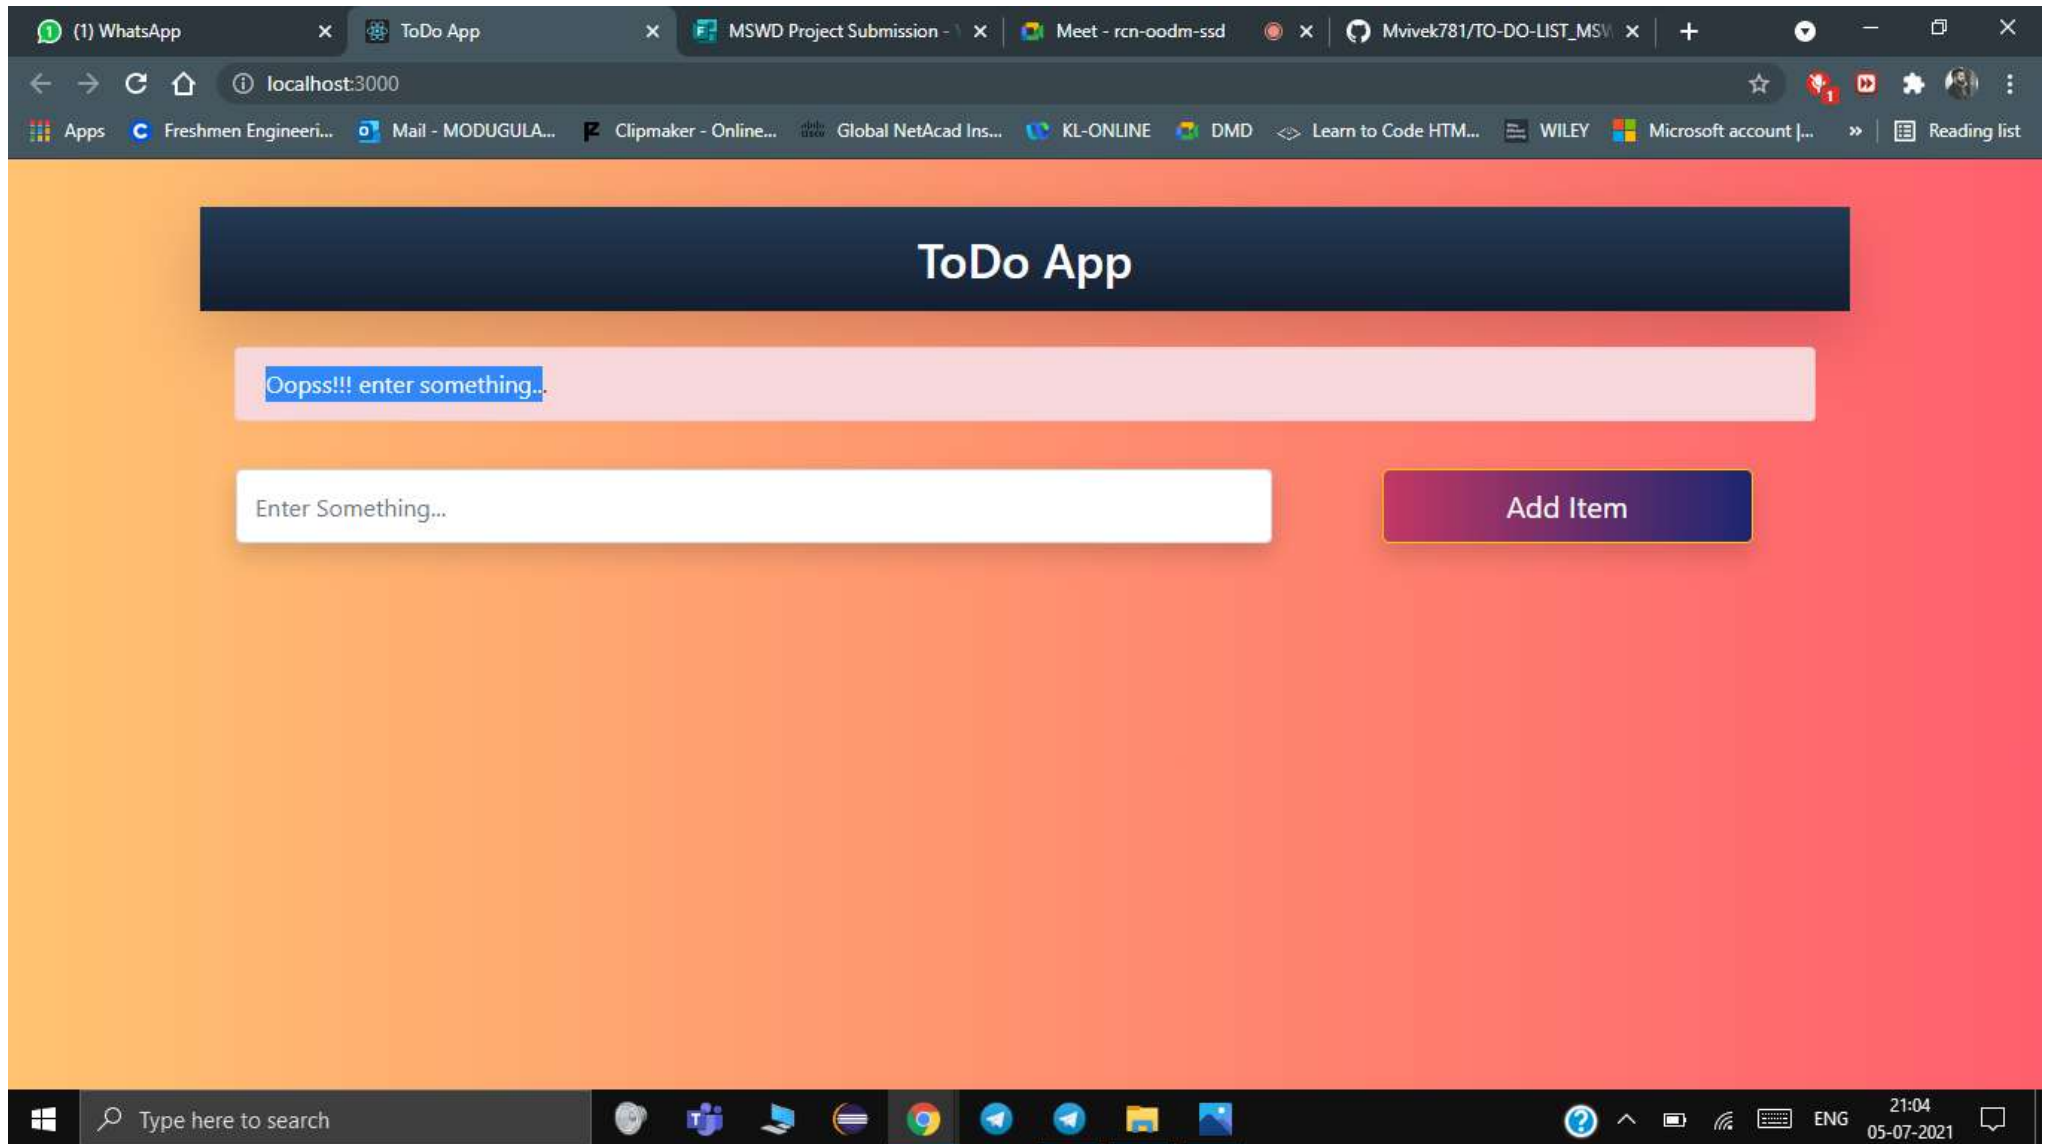 (1) WhatsApp
ToDo App
MSWD Project Submission -
Meet - rcn-oodm-ssd
Mvivek781/TO-DO-LIST_MSW
localhost:3000
1
Apps
Freshmen Engineeri...
Mail - MODUGULA...
Clipmaker - Online...
Global NetAcad Ins...
KL-ONLINE
DMD
Learn to Code HTM...
WILEY
Microsoft account |...
»
Reading list
ToDo App
Oopss!!! enter something...
Enter Something...
Add Item
Type here to search
ENG
21:04
05-07-2021